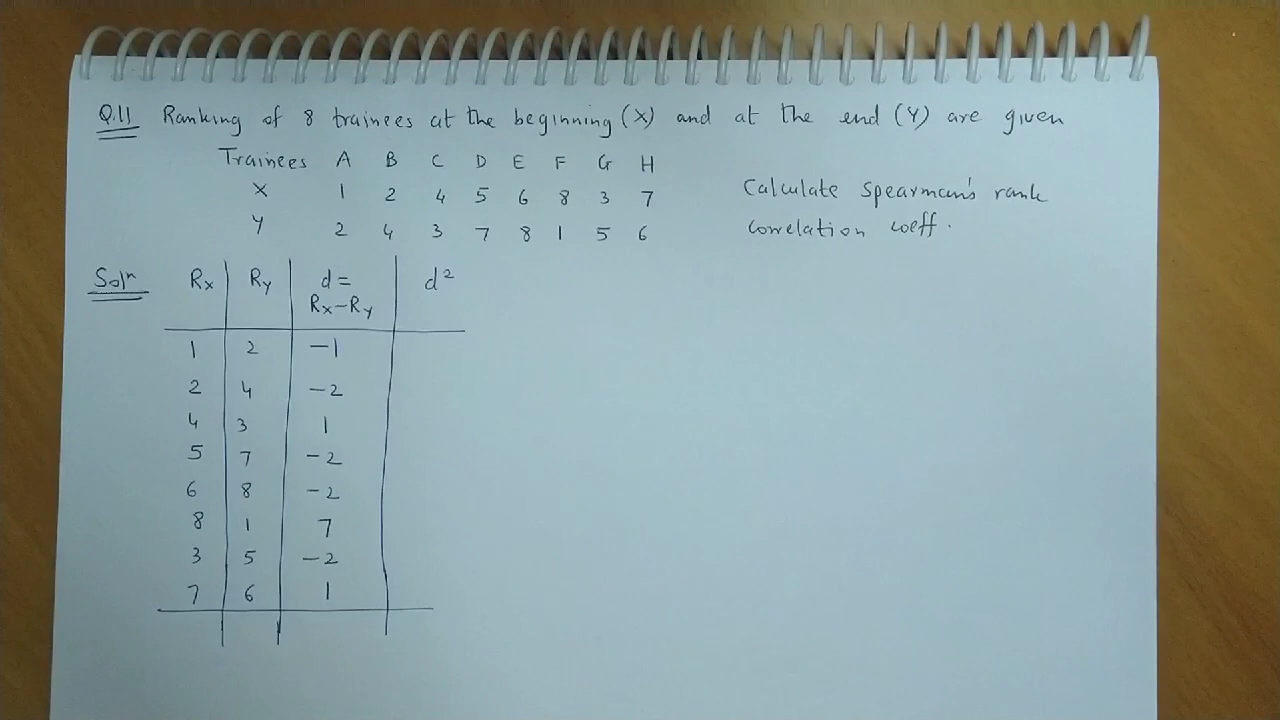 Q.11 Ranking of 8 trainees at the beginning (X) and at the end (Y) are given
Trainees A B C D E F G H
X 1 2 4 5 6 8 3 7
Y 2 4 3 7 8 1 5 6
Calculate Spearman's rank
correlation coeff.
Solⁿ Rx Ry d = d²
Rx-Ry
1 2 -1
2 4 -2
4 3 1
5 7 -2
6 8 -2
8 1 7
3 5 -2
7 6 1